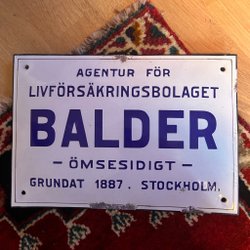 AGENTUR FÖR
LIVFÖRSÄKRINGSBOLAGET
BALDER
– ÖMSESIDIGT –
GRUNDAT 1887. STOCKHOLM.